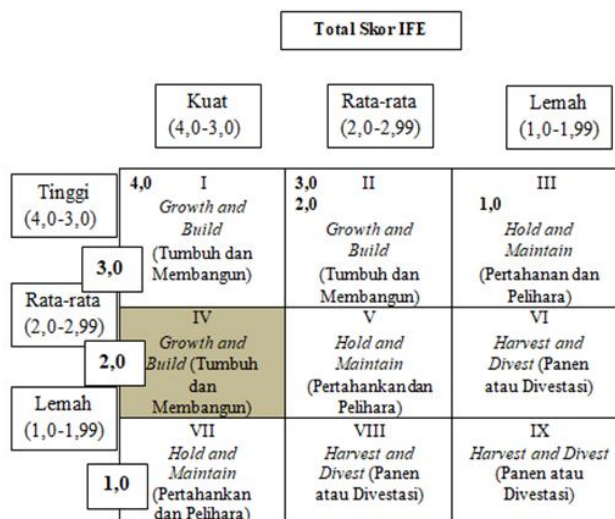 Total Skor IFE
Kuat
(4,0-3,0)
Rata-rata
(2,0-2,99)
Lemah
(1,0-1,99)
Tinggi
(4,0-3,0)
3,0
Rata-rata
(2,0-2,99)
2,0
Lemah
(1,0-1,99)
1,0
4,0 I
Growth and
Build
(Tumbuh dan
Membangun)
3,0 II
2,0
Growth and
Build
(Tumbuh dan
Membangun)
III
1,0
Hold and
Maintain
(Pertahanan dan
Pelihara)
IV
Growth and
Build (Tumbuh
dan
Membangun)
V
Hold and
Maintain
(Pertahankan dan
Pelihara)
VI
Harvest and
Divest (Panen
atau Divestasi)
VII
Hold and
Maintain
(Pertahankan
dan Pelihara)
VIII
Harvest and
Divest (Panen
atau Divestasi)
IX
Harvest and Divest
(Panen atau
Divestasi)